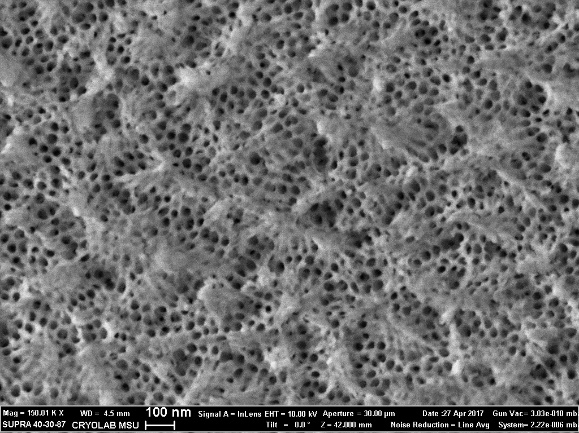 Mag = 150.01 K X WD = 4.5 mm 100 nm Signal A = InLens EHT = 10.00 kV Aperture = 30.00 µm Date :27 Apr 2017 Gun Vac= 3.03e-010 mb
SUPRA 40-30-87 CRYOLAB MSU Tilt = 0.0 ° Z = 42.000 mm Noise Reduction = Line Avg System= 2.22e-006 mb